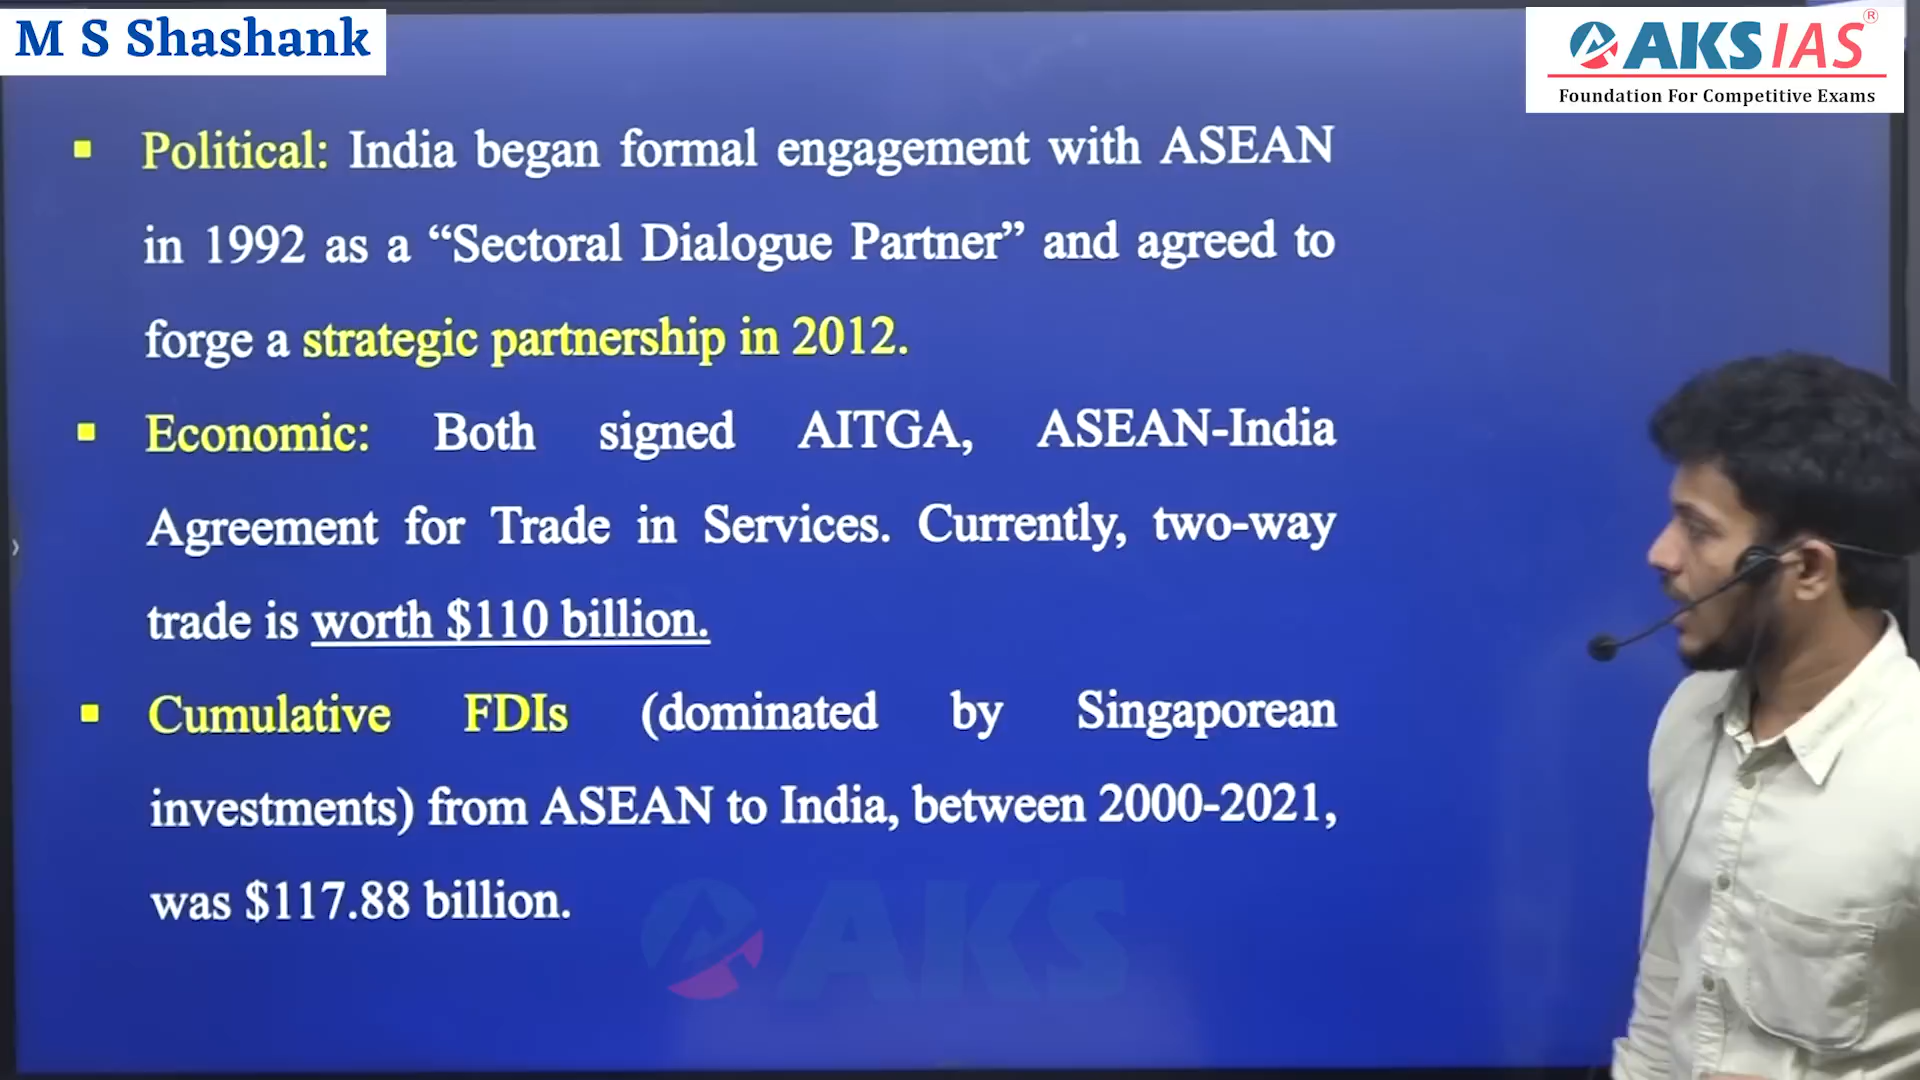 M S Shashank
AKS IAS ®
Foundation For Competitive Exams
▪ Political: India began formal engagement with ASEAN
in 1992 as a “Sectoral Dialogue Partner” and agreed to
forge a strategic partnership in 2012.
▪ Economic: Both signed AITGA, ASEAN-India
Agreement for Trade in Services. Currently, two-way
trade is worth $110 billion.
▪ Cumulative FDIs (dominated by Singaporean
investments) from ASEAN to India, between 2000-2021,
was $117.88 billion.
AKS